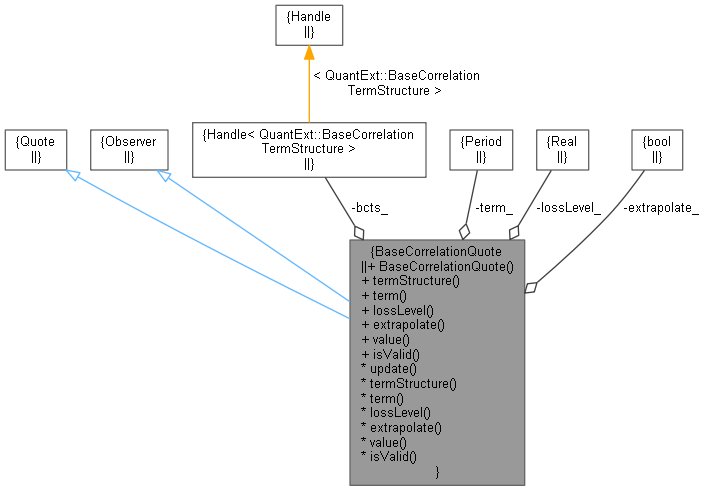 {Handle
||}
< QuantExt::BaseCorrelation
TermStructure >
{Quote
||}
{Observer
||}
{Handle< QuantExt::BaseCorrelation
TermStructure >
||}
{Period
||}
{Real
||}
{bool
||}
-bcts_
-term_
-lossLevel_
-extrapolate_
{BaseCorrelationQuote
||+ BaseCorrelationQuote()
+ termStructure()
+ term()
+ lossLevel()
+ extrapolate()
+ value()
+ isValid()
* update()
* termStructure()
* term()
* lossLevel()
* extrapolate()
* value()
* isValid()
}